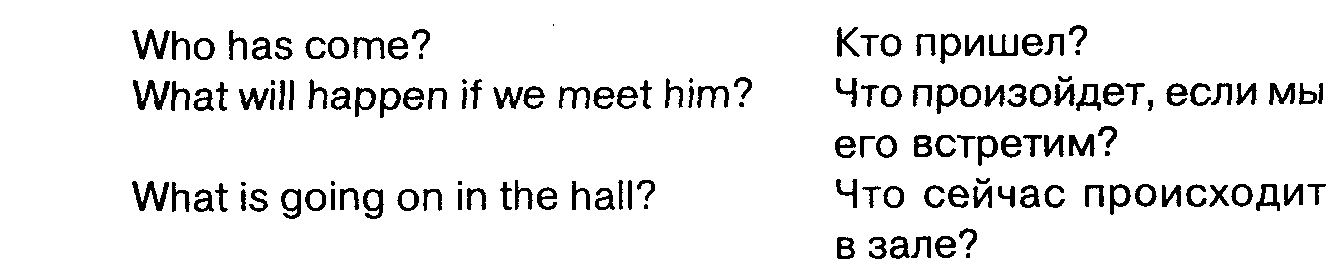 Who has come?
Кто пришел?
What will happen if we meet him?
Что произойдет, если мы
его встретим?
What is going on in the hall?
Что сейчас происходит
в зале?